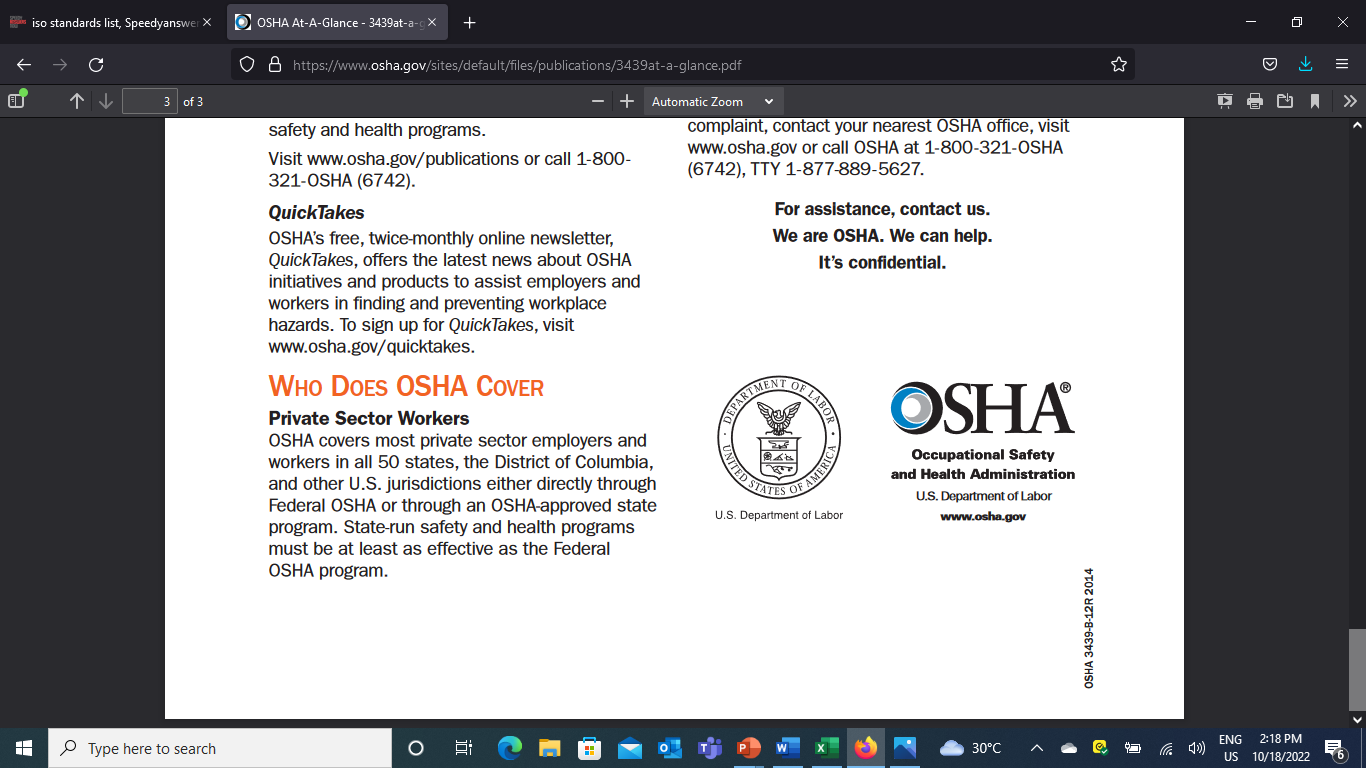 iso standards list, Speedyanswer
OSHA At-A-Glance - 3439at-a-g
https://www.osha.gov/sites/default/files/publications/3439at-a-glance.pdf
3 of 3
Automatic Zoom
safety and health programs.
Visit www.osha.gov/publications or call 1-800-
321-OSHA (6742).
QuickTakes
OSHA's free, twice-monthly online newsletter,
QuickTakes, offers the latest news about OSHA
initiatives and products to assist employers and
workers in finding and preventing workplace
hazards. To sign up for QuickTakes, visit
www.osha.gov/quicktakes.
WHO DOES OSHA COVER
Private Sector Workers
OSHA covers most private sector employers and
workers in all 50 states, the District of Columbia,
and other U.S. jurisdictions either directly through
Federal OSHA or through an OSHA-approved state
program. State-run safety and health programs
must be at least as effective as the Federal
OSHA program.
complaint, contact your nearest OSHA office, visit
www.osha.gov or call OSHA at 1-800-321-OSHA
(6742), TTY 1-877-889-5627.
For assistance, contact us.
We are OSHA. We can help.
It's confidential.
DEPARTMENT OF LABOR
UNITED STATES OF AMERICA
U.S. Department of Labor
OSHA®
Occupational Safety
and Health Administration
U.S. Department of Labor
www.osha.gov
OSHA 3439-B-12R 2014
Type here to search
30°C
ENG
US
2:18 PM
10/18/2022
6